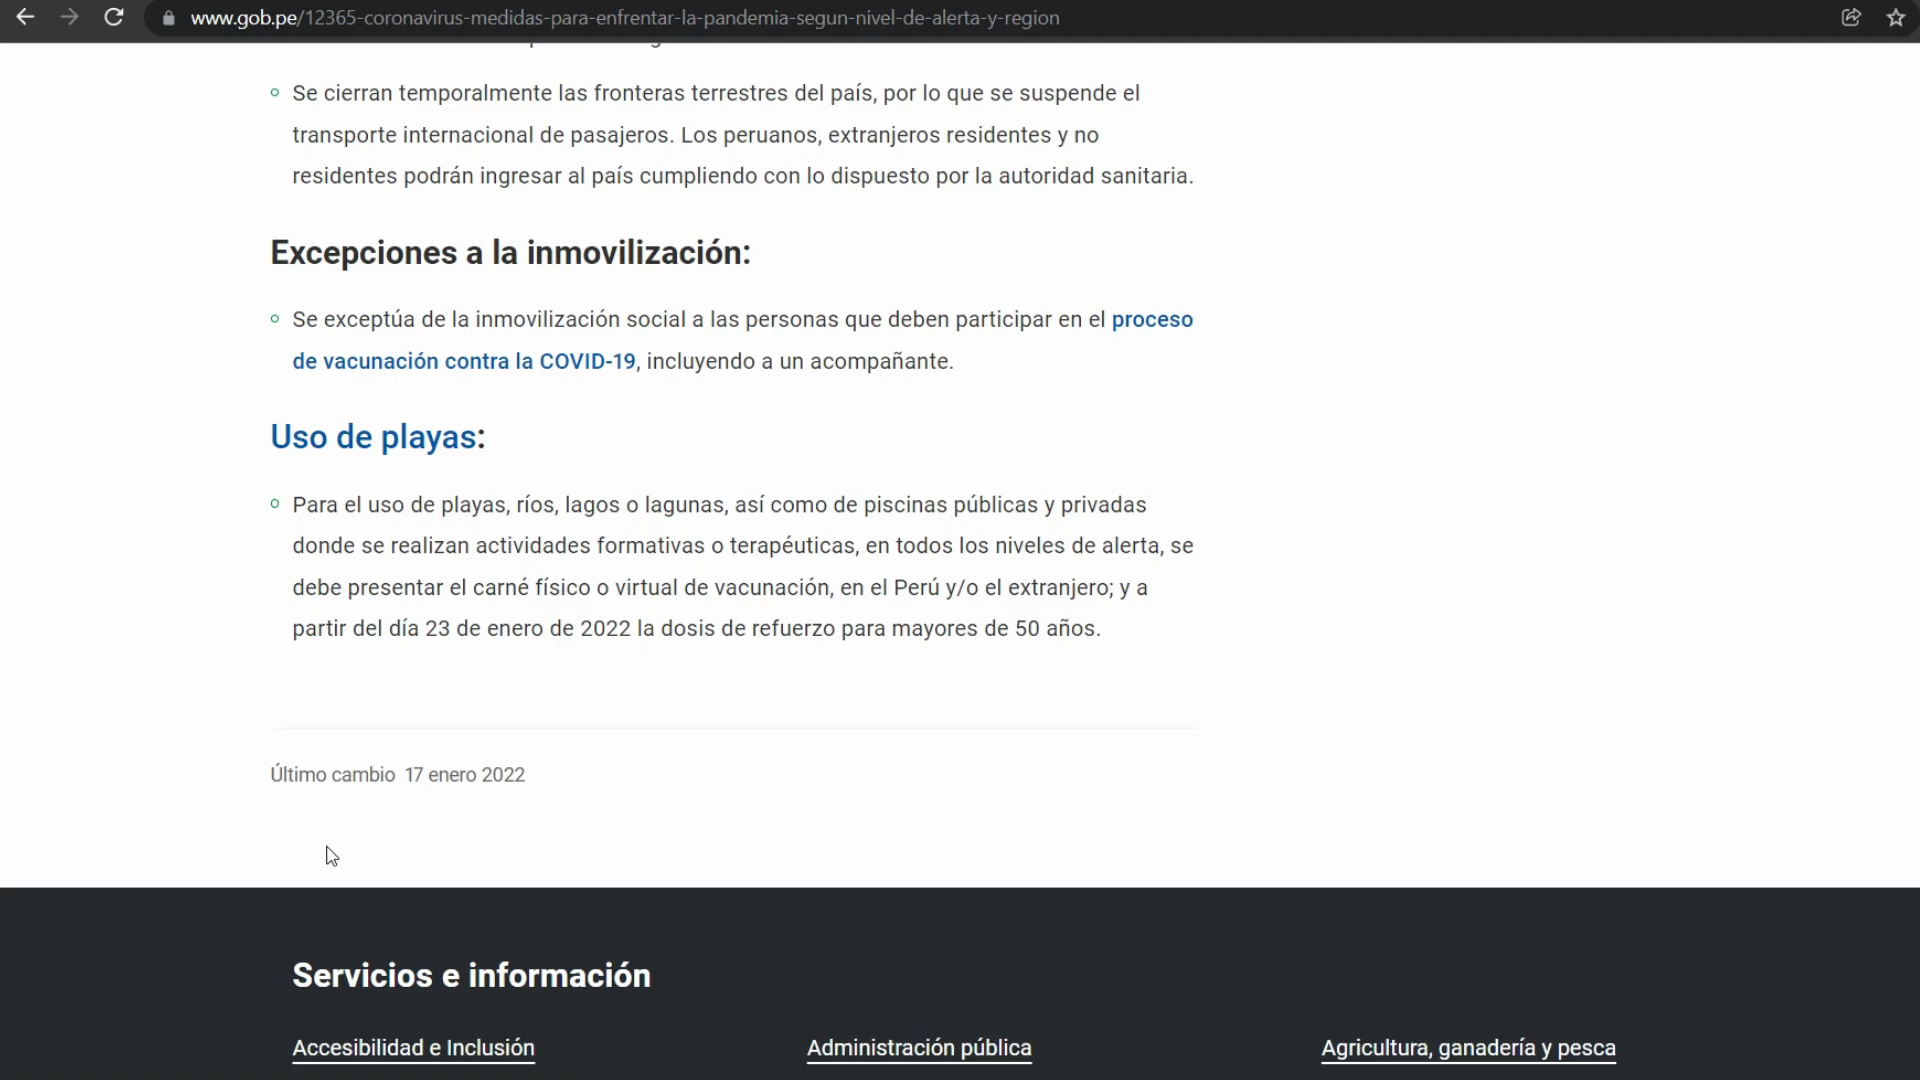 www.gob.pe/12365-coronavirus-medidas-para-enfrentar-la-pandemia-segun-nivel-de-alerta-y-region
Se cierran temporalmente las fronteras terrestres del país, por lo que se suspende el
transporte internacional de pasajeros. Los peruanos, extranjeros residentes y no
residentes podrán ingresar al país cumpliendo con lo dispuesto por la autoridad sanitaria.
Excepciones a la inmovilización:
Se exceptúa de la inmovilización social a las personas que deben participar en el proceso
de vacunación contra la COVID-19, incluyendo a un acompañante.
Uso de playas:
Para el uso de playas, ríos, lagos o lagunas, así como de piscinas públicas y privadas
donde se realizan actividades formativas o terapéuticas, en todos los niveles de alerta, se
debe presentar el carné físico o virtual de vacunación, en el Perú y/o el extranjero; y a
partir del día 23 de enero de 2022 la dosis de refuerzo para mayores de 50 años.
Último cambio 17 enero 2022
Servicios e información
Accesibilidad e Inclusión
Administración pública
Agricultura, ganadería y pesca